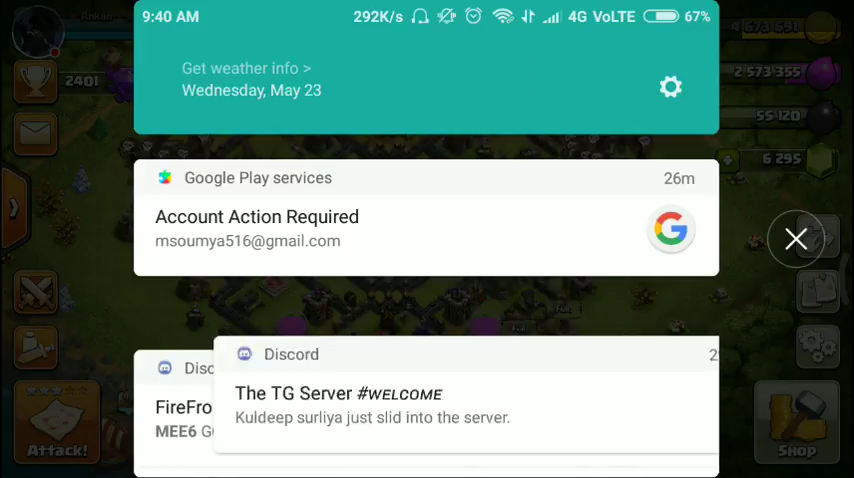 9:40 AM 292K/s 4G VoLTE 67%
Get weather info >
Wednesday, May 23
Google Play services 26m
Account Action Required
msoumya516@gmail.com
Discord 2
The TG Server #WELCOME
Kuldeep surliya just slid into the server.
Disc
FireFro
MEE6 G
2401
2 573 355
55 120
6 295
Attack!
Shop